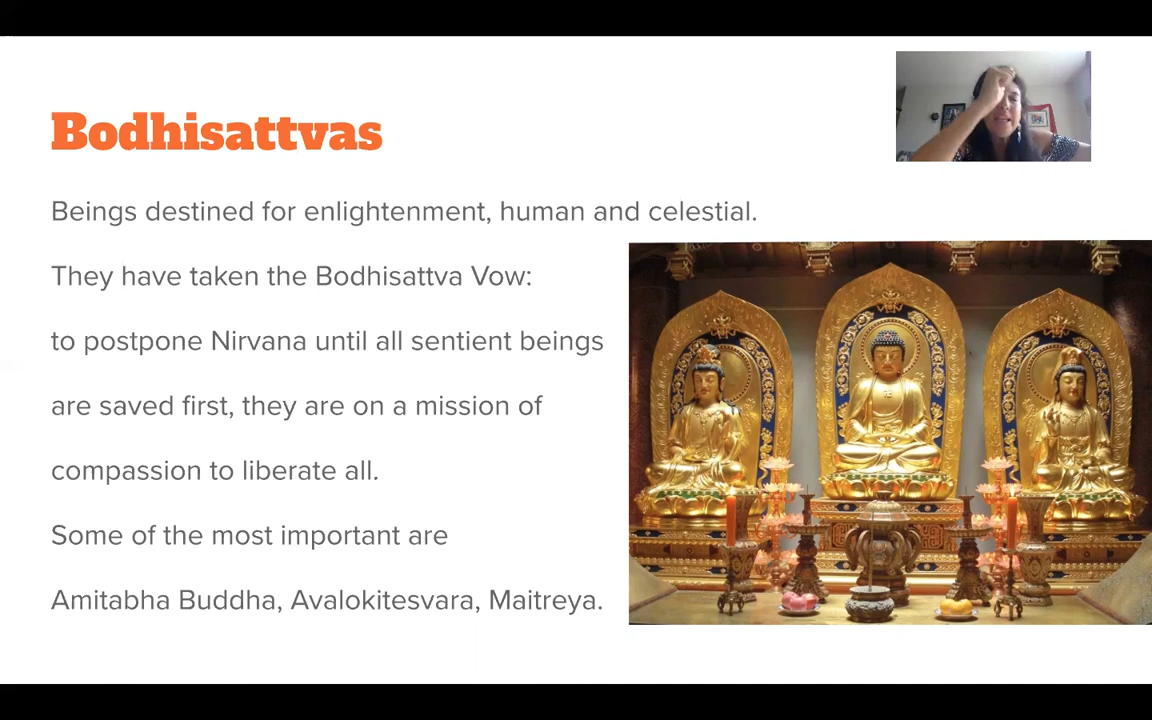 Bodhisattvas
Beings destined for enlightenment, human and celestial.
They have taken the Bodhisattva Vow:
to postpone Nirvana until all sentient beings
are saved first, they are on a mission of
compassion to liberate all.
Some of the most important are
Amitabha Buddha, Avalokitesvara, Maitreya.